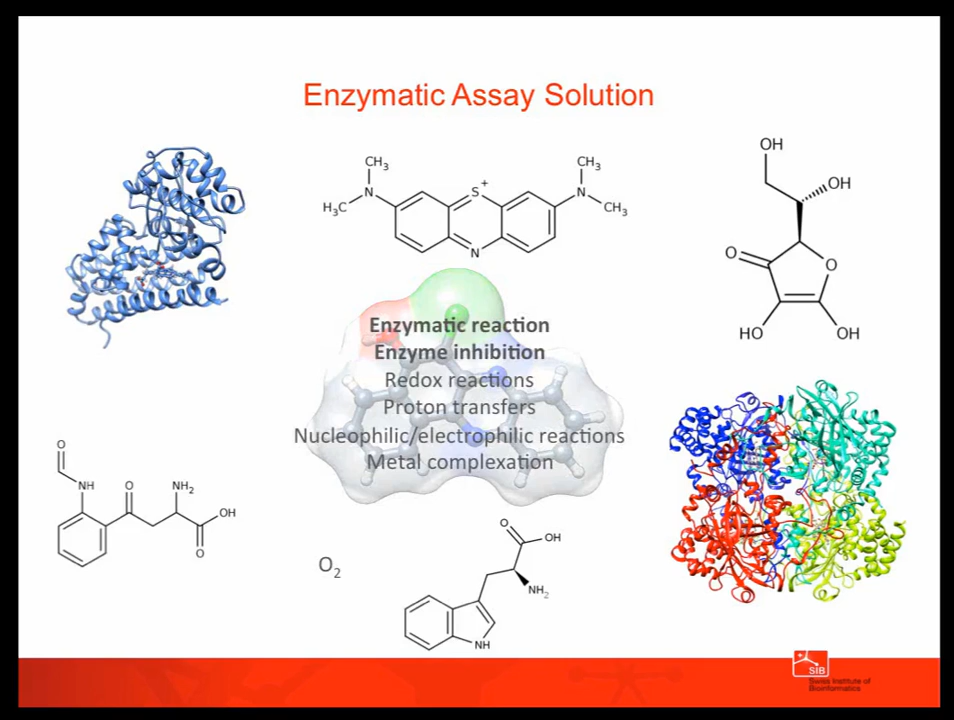 Enzymatic Assay Solution
CH3
CH3
OH
N
S+
N
OH
H3C
CH3
N
O
O
HO
OH
Enzymatic reaction
Enzyme inhibition
Redox reactions
Proton transfers
Nucleophilic/electrophilic reactions
Metal complexation
O
NH
O
NH2
OH
O
O2
O
OH
NH2
NH
SIB
Swiss Institute of
Bioinformatics